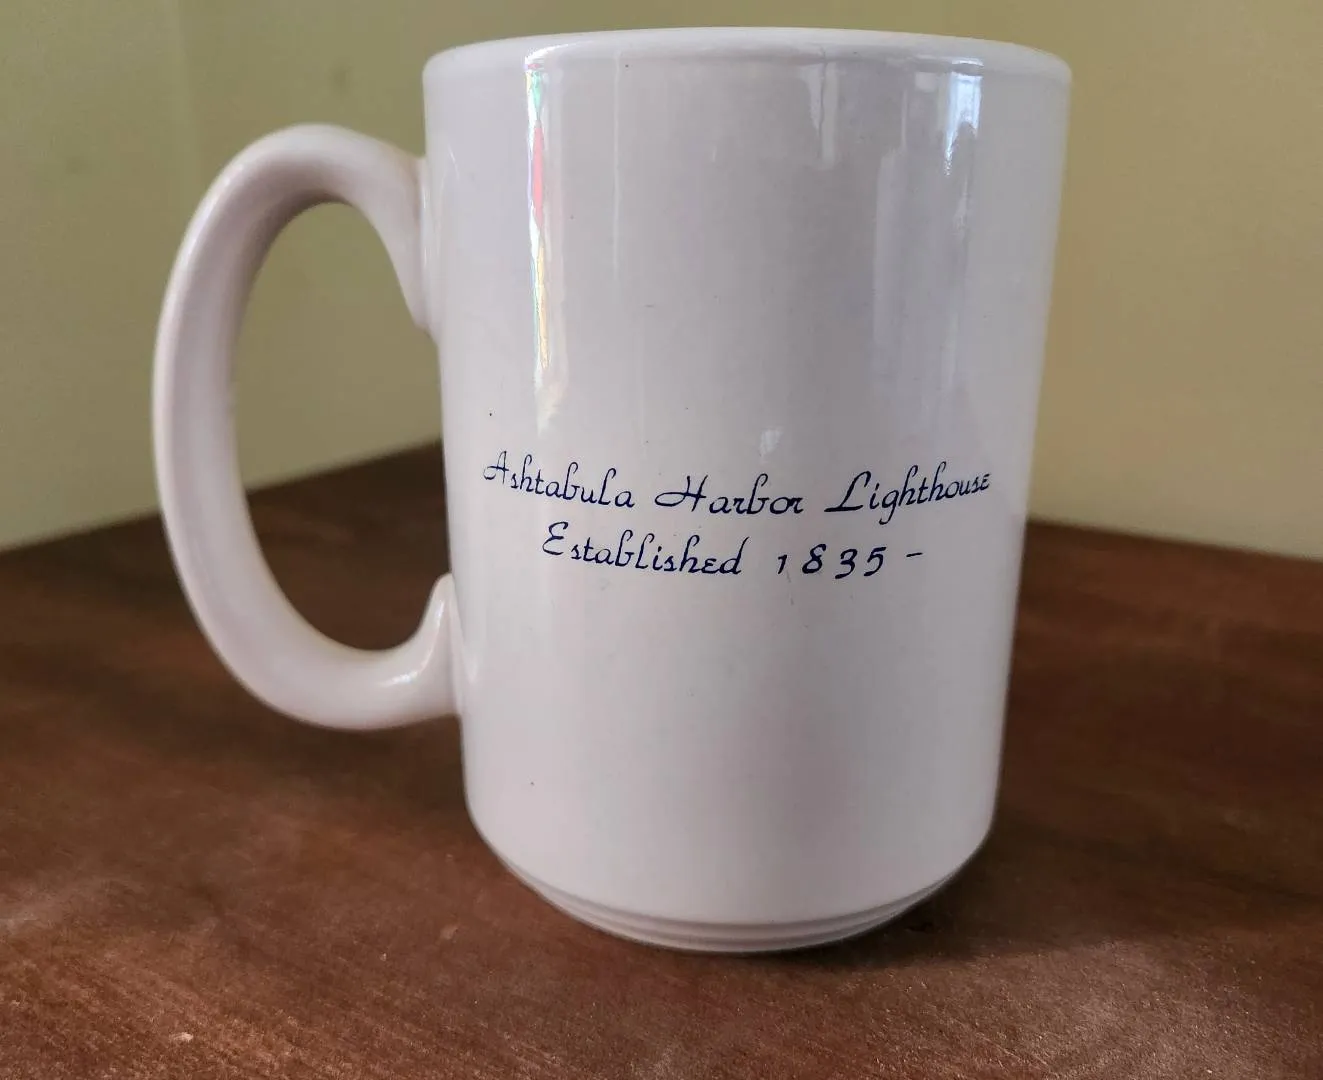 Ashtabula Harbor Lighthouse
Established 1835 -